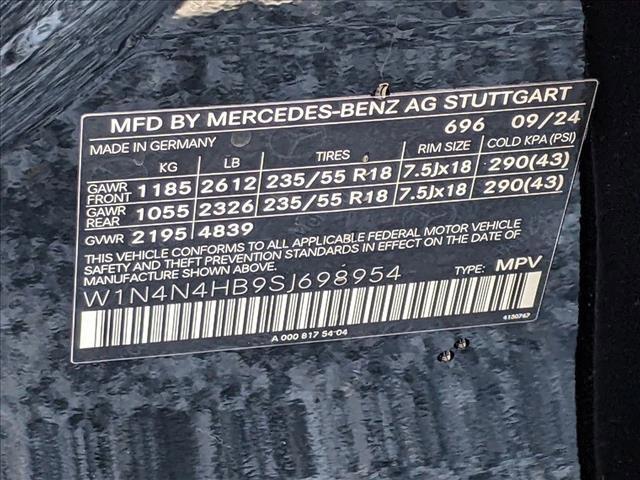 MFD BY MERCEDES-BENZ AG STUTTGART
MADE IN GERMANY 696 09/24
KG LB TIRES RIM SIZE COLD KPA (PSI)
GAWR FRONT 1185 2612 235/55 R18 7.5Jx18 290(43)
GAWR REAR 1055 2326 235/55 R18 7.5Jx18 290(43)
GVWR 2195 4839
THIS VEHICLE CONFORMS TO ALL APPLICABLE FEDERAL MOTOR VEHICLE
SAFETY AND THEFT PREVENTION STANDARDS IN EFFECT ON THE DATE OF
MANUFACTURE SHOWN ABOVE.
W1N4N4HB9SJ698954 TYPE: MPV
A 000 817 54 04